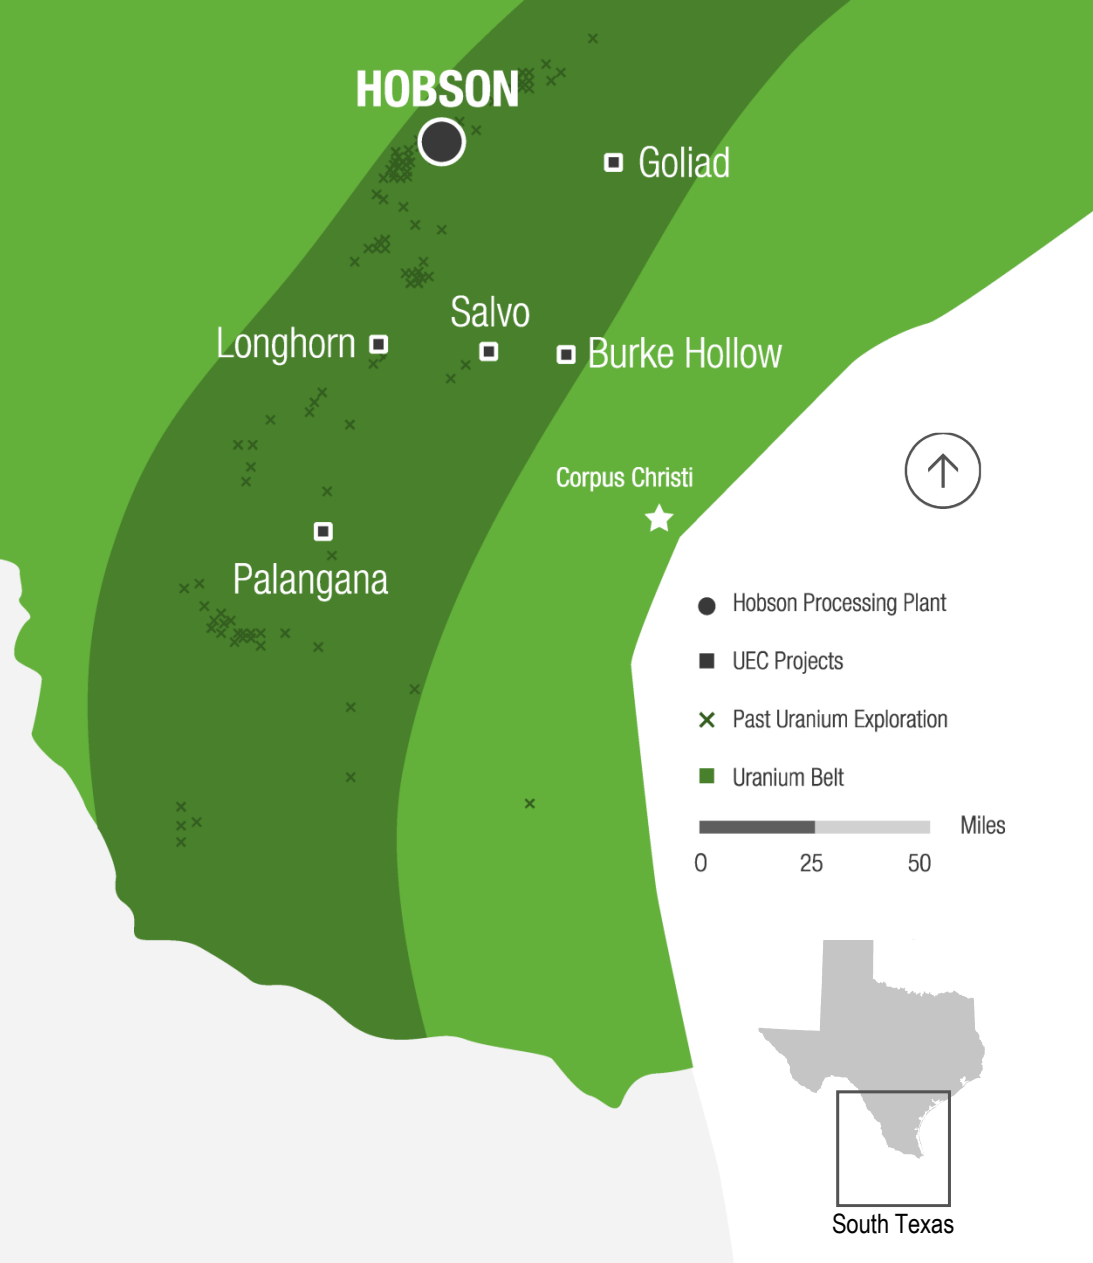 HOBSON
Goliad
Salvo
Longhorn
Burke Hollow
Corpus Christi
Palangana
Hobson Processing Plant
UEC Projects
Past Uranium Exploration
Uranium Belt
Miles
0 25 50
South Texas